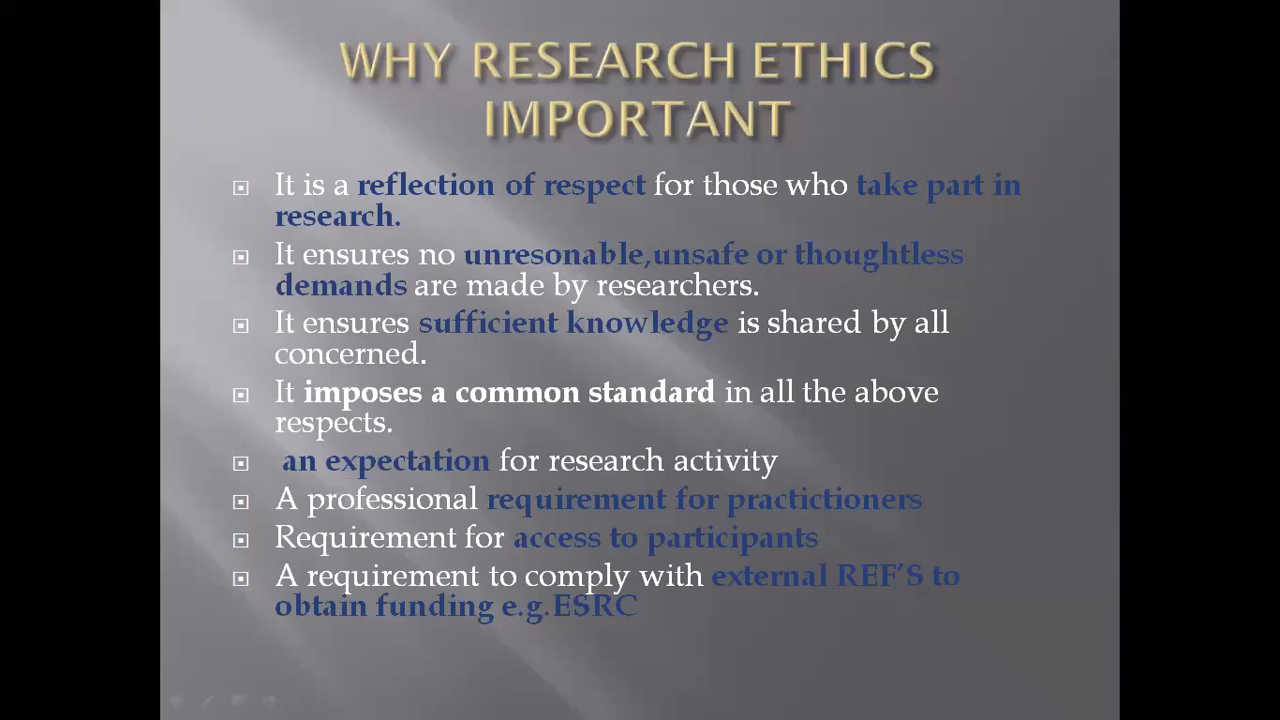 WHY RESEARCH ETHICS
IMPORTANT
It is a reflection of respect for those who take part in
research.
It ensures no unresonable,unsafe or thoughtless
demands are made by researchers.
It ensures sufficient knowledge is shared by all
concerned.
It imposes a common standard in all the above
respects.
an expectation for research activity
A professional requirement for practictioners
Requirement for access to participants
A requirement to comply with external REF’S to
obtain funding e.g.ESRC